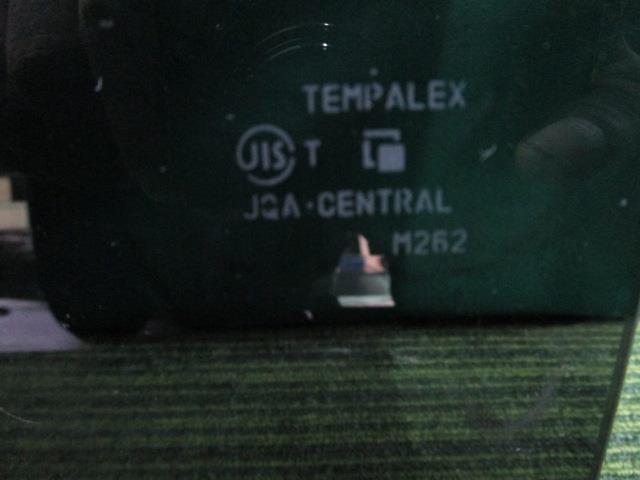 TEMPALEX
JIS T
JQA·CENTRAL
M262